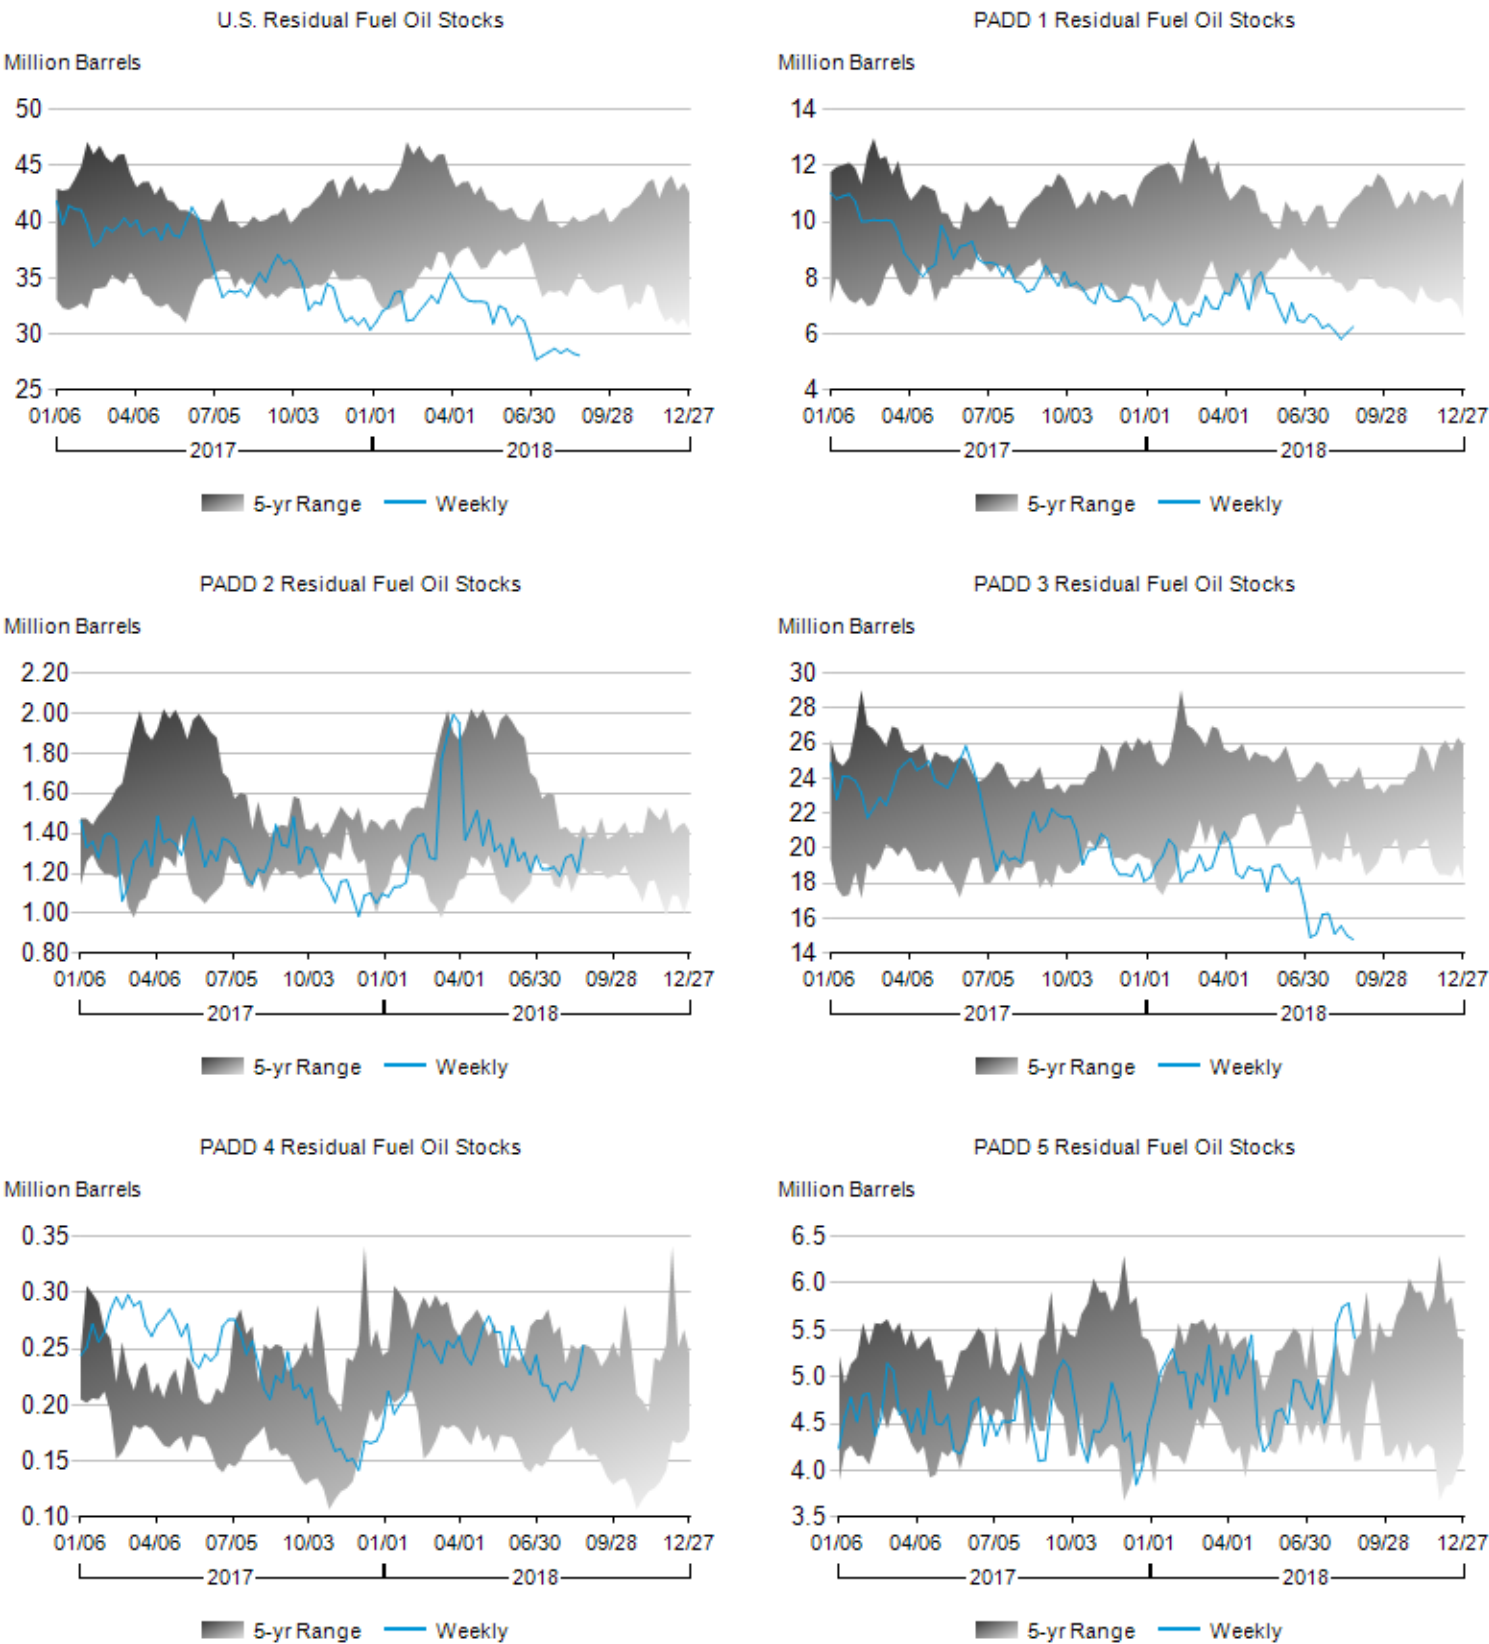 U.S. Residual Fuel Oil Stocks
Million Barrels
50
45
40
35
30
25
01/06 04/06 07/05 10/03 01/01 04/01 06/30 09/28 12/27
2017 2018
5-yr Range Weekly
PADD 1 Residual Fuel Oil Stocks
Million Barrels
14
12
10
8
6
4
01/06 04/06 07/05 10/03 01/01 04/01 06/30 09/28 12/27
2017 2018
5-yr Range Weekly
PADD 2 Residual Fuel Oil Stocks
Million Barrels
2.20
2.00
1.80
1.60
1.40
1.20
1.00
0.80
01/06 04/06 07/05 10/03 01/01 04/01 06/30 09/28 12/27
2017 2018
5-yr Range Weekly
PADD 3 Residual Fuel Oil Stocks
Million Barrels
30
28
26
24
22
20
18
16
14
01/06 04/06 07/05 10/03 01/01 04/01 06/30 09/28 12/27
2017 2018
5-yr Range Weekly
PADD 4 Residual Fuel Oil Stocks
Million Barrels
0.35
0.30
0.25
0.20
0.15
0.10
01/06 04/06 07/05 10/03 01/01 04/01 06/30 09/28 12/27
2017 2018
5-yr Range Weekly
PADD 5 Residual Fuel Oil Stocks
Million Barrels
6.5
6.0
5.5
5.0
4.5
4.0
3.5
01/06 04/06 07/05 10/03 01/01 04/01 06/30 09/28 12/27
2017 2018
5-yr Range Weekly